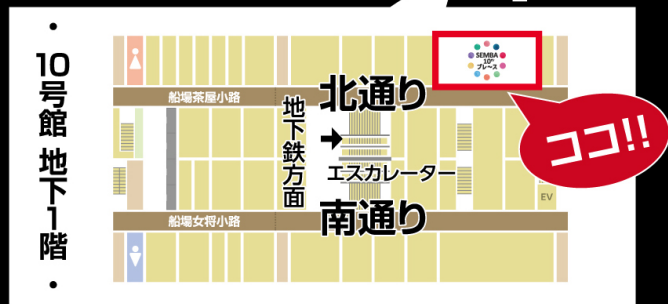 ・10号館 地下1階・
SEMBA
10th
プレース
船場茶屋小路
北通り
地下鉄方面
→
エスカレーター
ココ!!
EV
船場女将小路
南通り